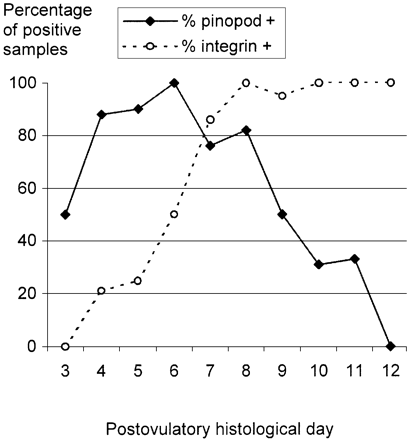 Percentage
of positive
samples
% pinopod +
% integrin +
100
80
60
40
20
0
3 4 5 6 7 8 9 10 11 12
Postovulatory histological day